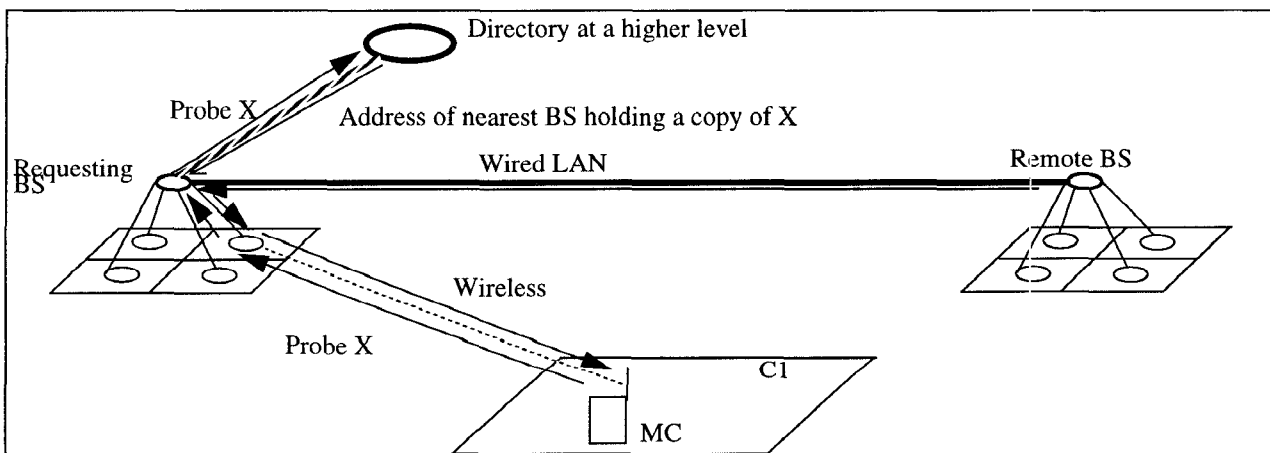 Directory at a higher level
Probe X
Address of nearest BS holding a copy of X
Requesting
BS
Wired LAN
Remote BS
Wireless
Probe X
C1
MC